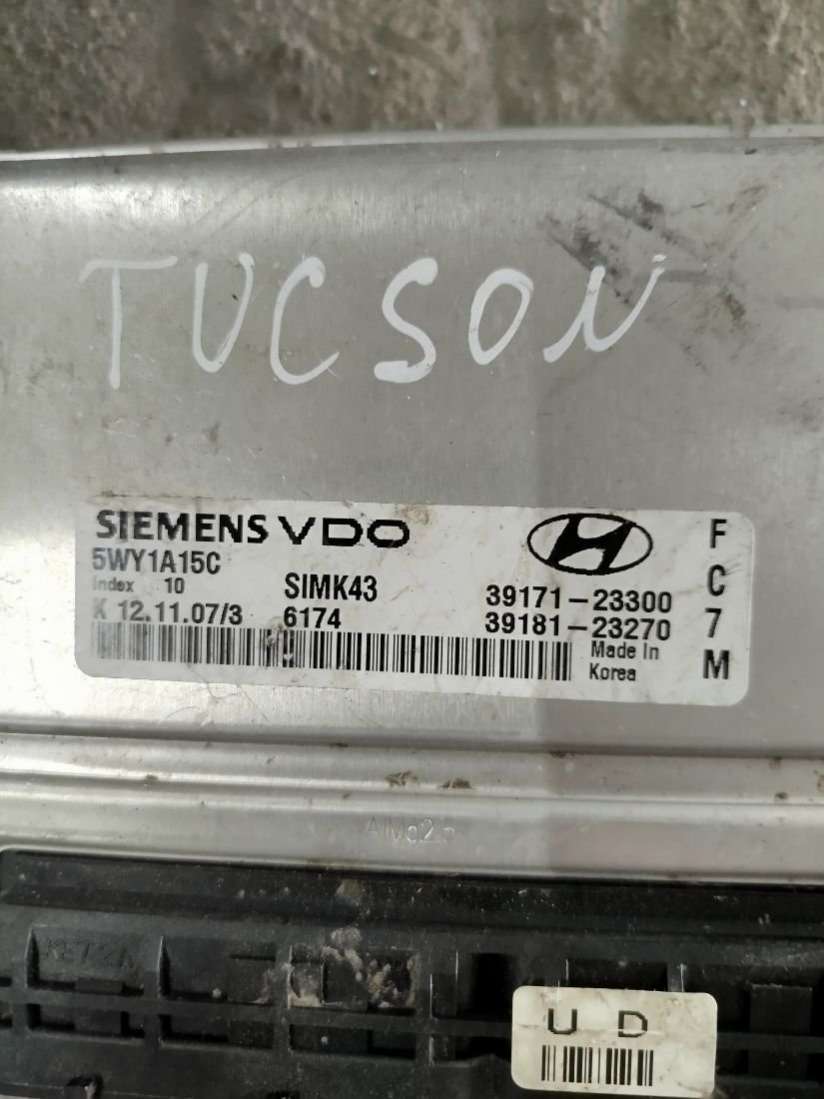 TUCSON
SIEMENS VDO
5WY1A15C
Index 10 SIMK43 39171-23300
K 12.11.07/3 6174 39181-23270
Made In
Korea
F
C
7
M
U D